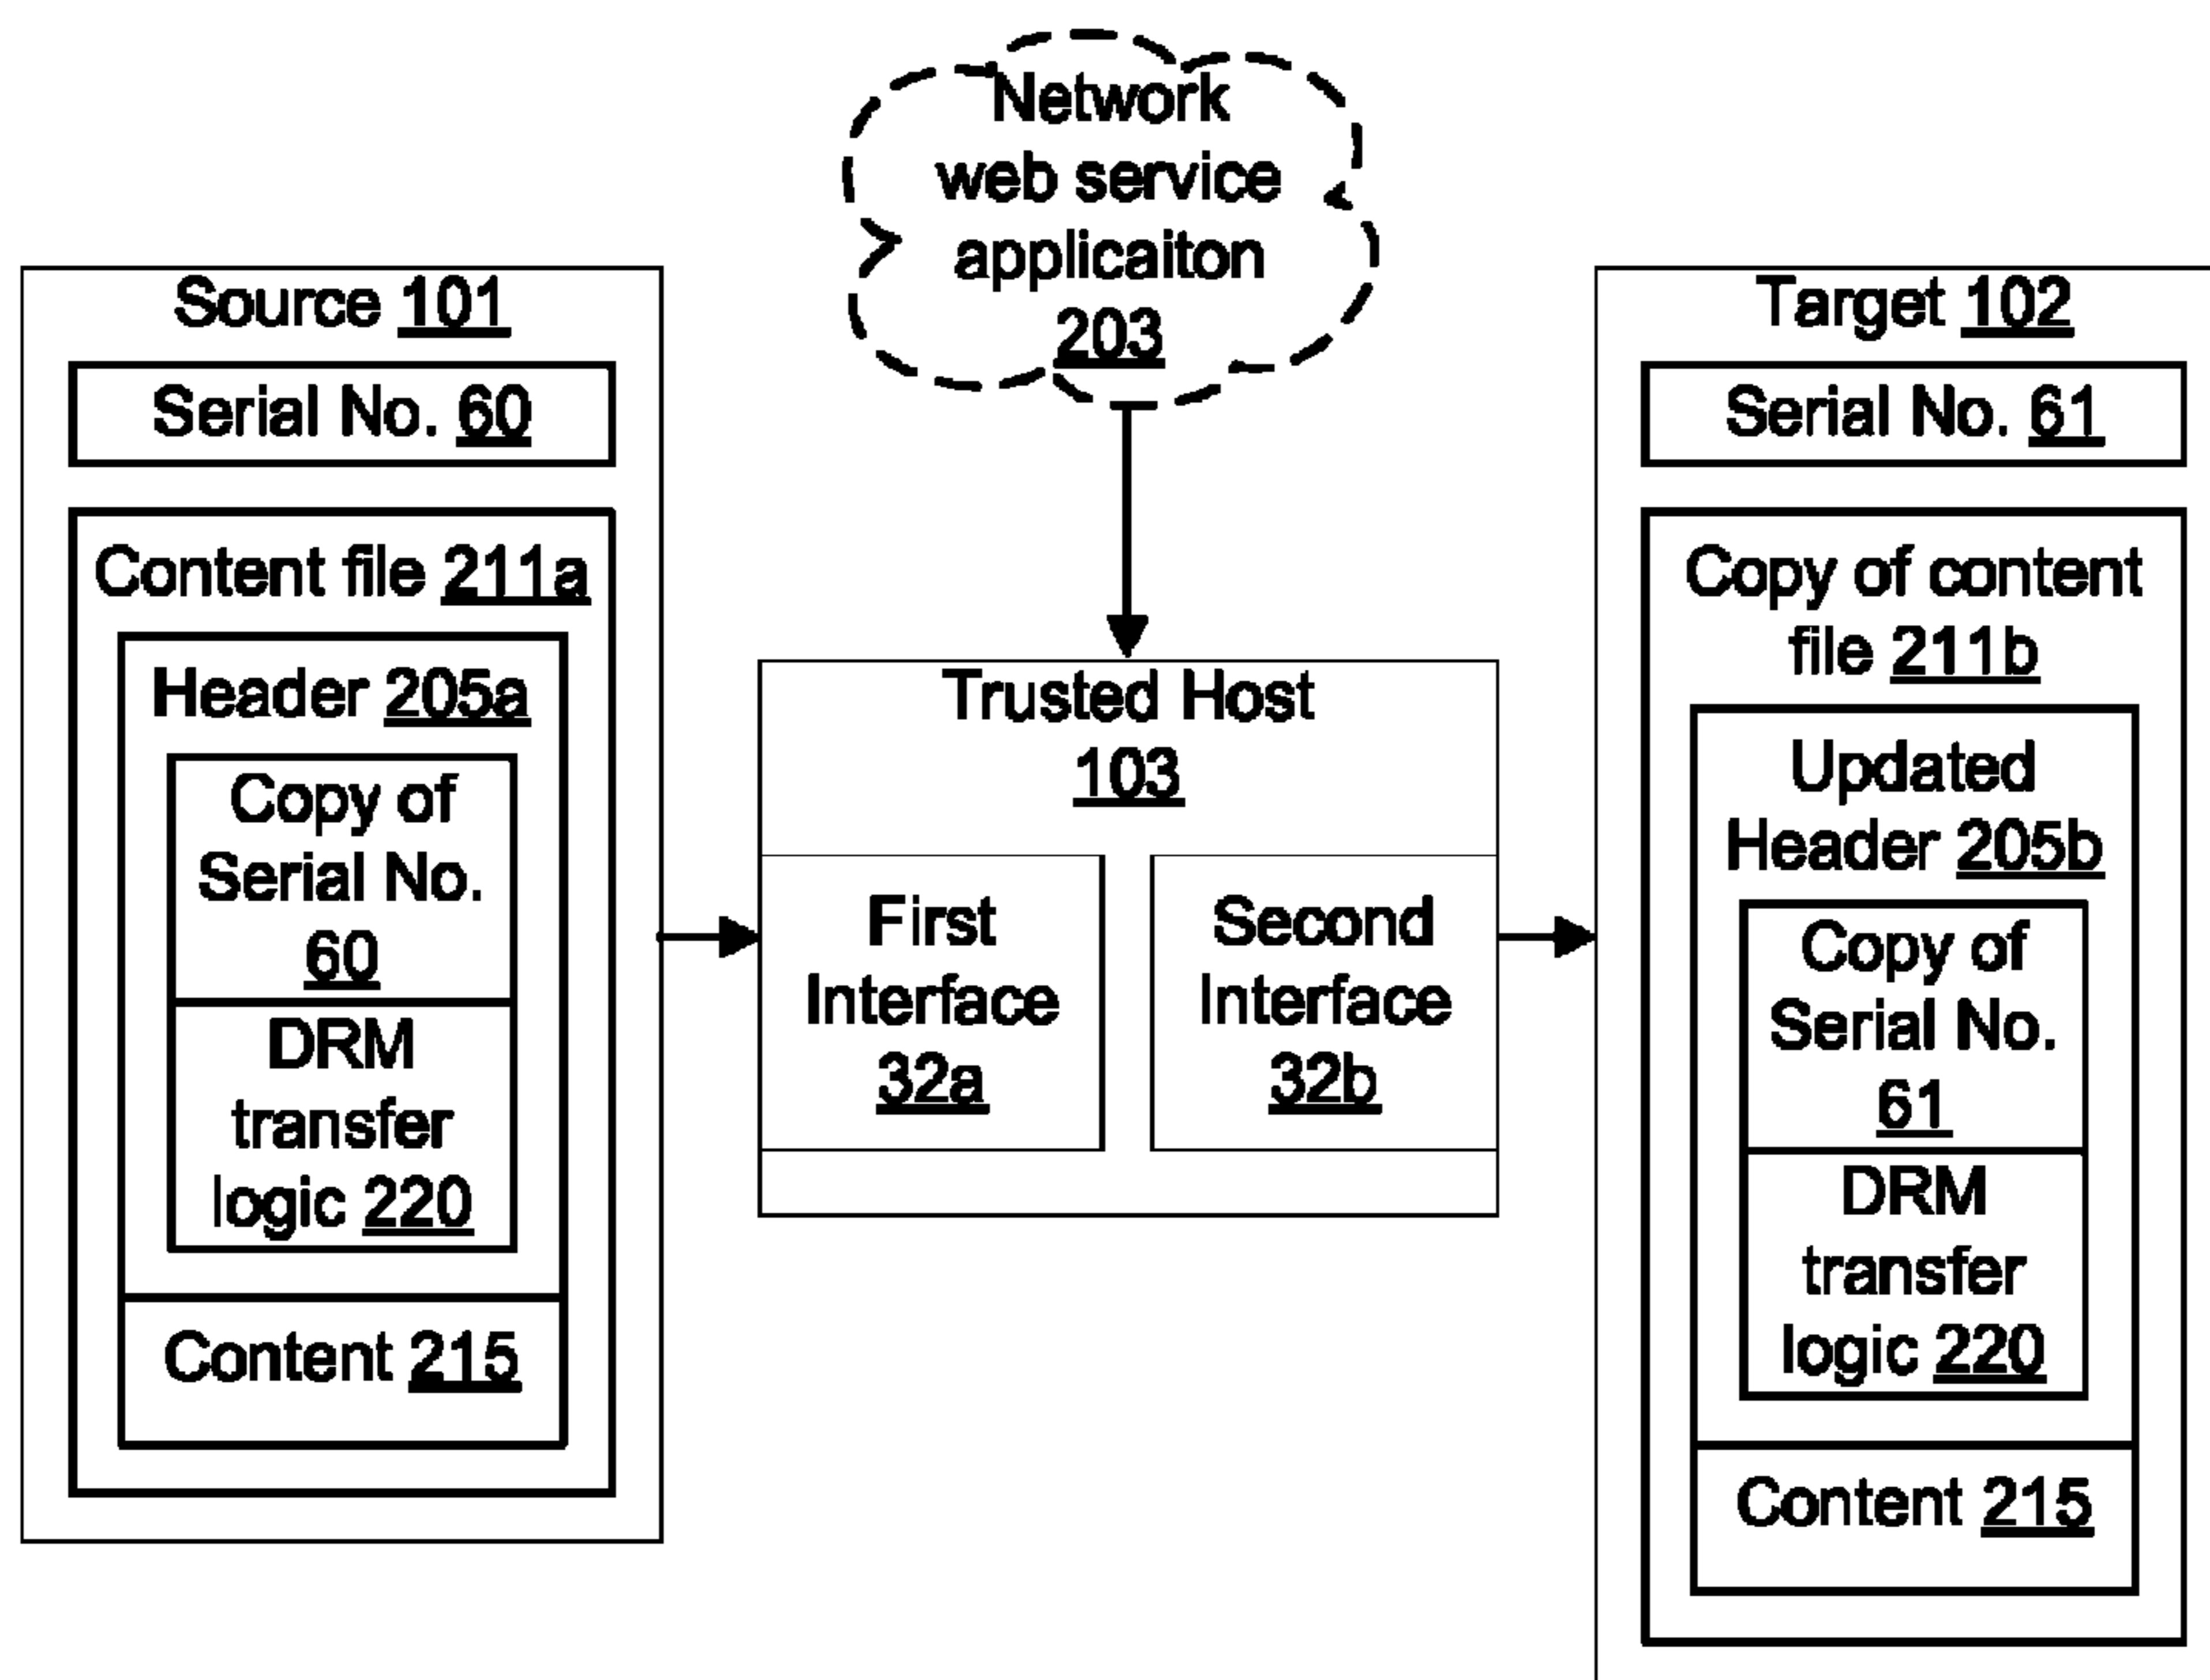 Network
web service
applicaiton
203
Source 101
Serial No. 60
Content file 211a
Header 205a
Copy of
Serial No.
60
DRM
transfer
logic 220
Content 215
Trusted Host
103
First
Interface
32a
Second
Interface
32b
Target 102
Serial No. 61
Copy of content
file 211b
Updated
Header 205b
Copy of
Serial No.
61
DRM
transfer
logic 220
Content 215